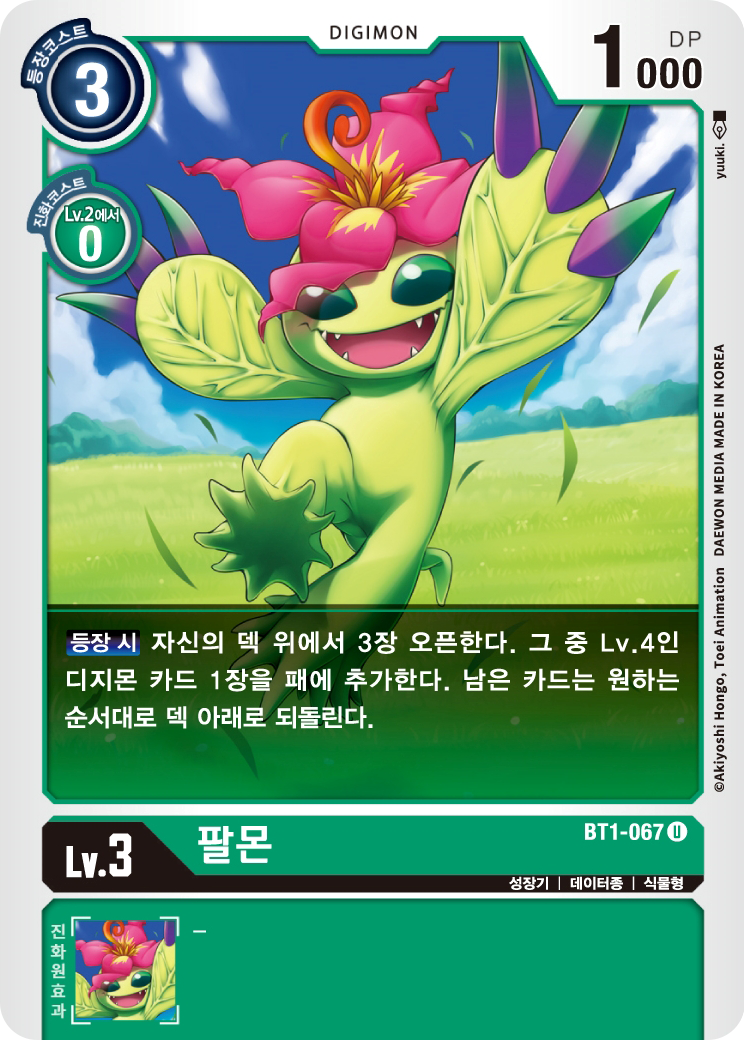 등장코스트
3
DIGIMON
DP
1000
진화코스트
Lv.2에서
0
yuuki.
©Akiyoshi Hongo, Toei Animation DAEWON MEDIA MADE IN KOREA
등장 시 자신의 덱 위에서 3장 오픈한다. 그 중 Lv.4인
디지몬 카드 1장을 패에 추가한다. 남은 카드는 원하는
순서대로 덱 아래로 되돌린다.
Lv.3
팔몬
BT1-067 U
성장기 | 데이터종 | 식물형
진화원효과
–